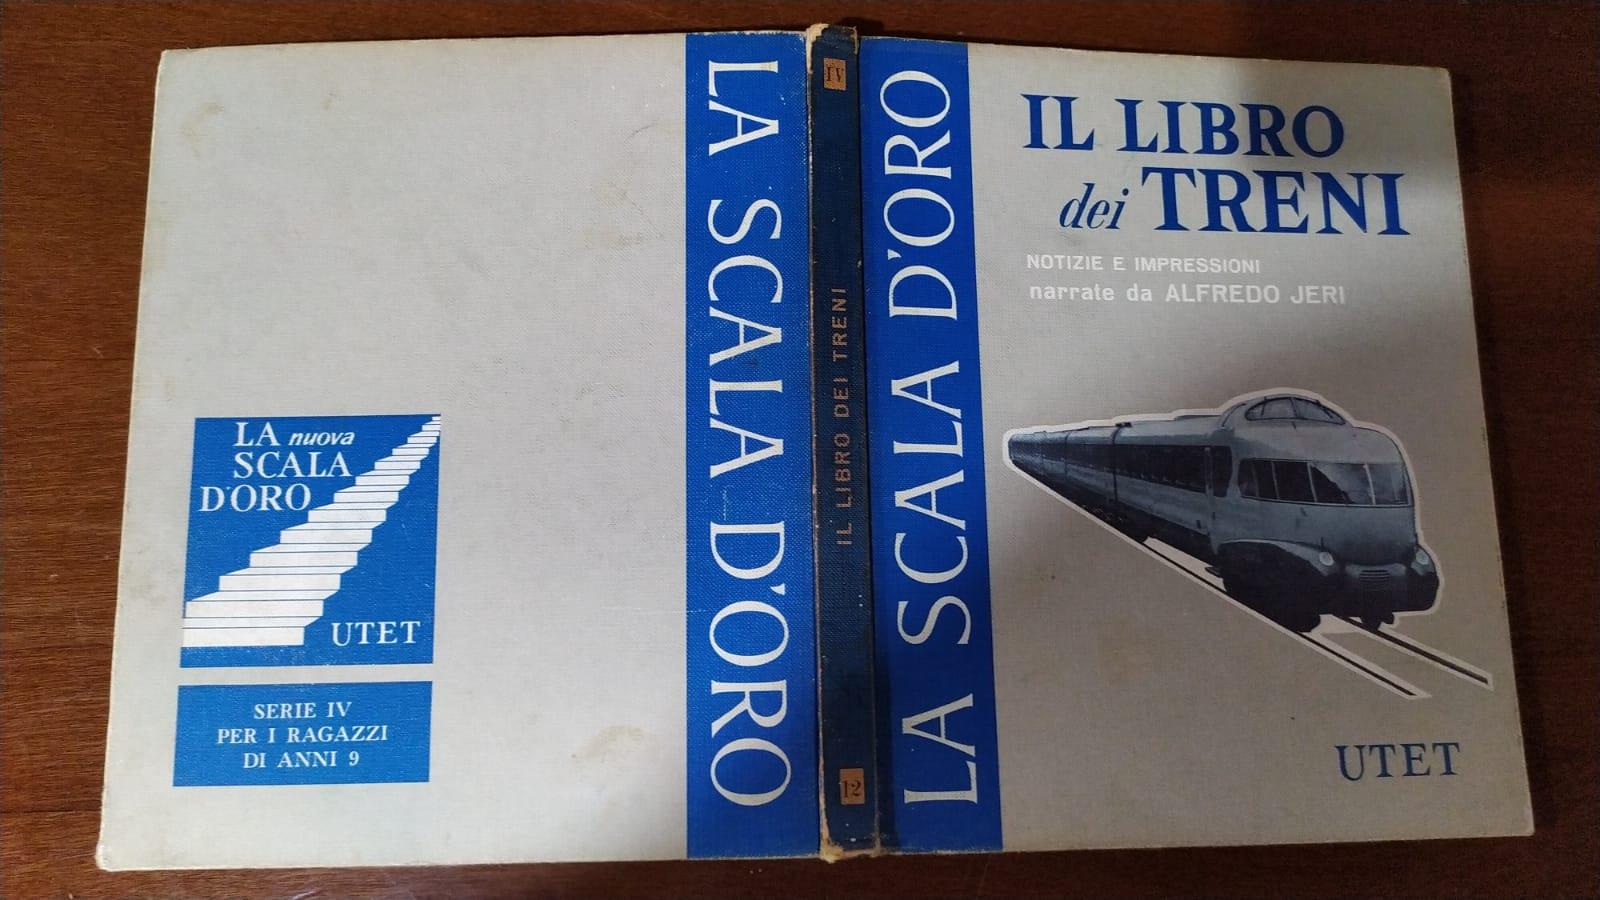 LA nuova
SCALA
D'ORO
UTET
SERIE IV
PER I RAGAZZI
DI ANNI 9
LA SCALA D'ORO
IV
IL LIBRO DEI TRENI
12
LA SCALA D'ORO
IL LIBRO
dei TRENI
NOTIZIE E IMPRESSIONI
narrate da ALFREDO JERI
UTET